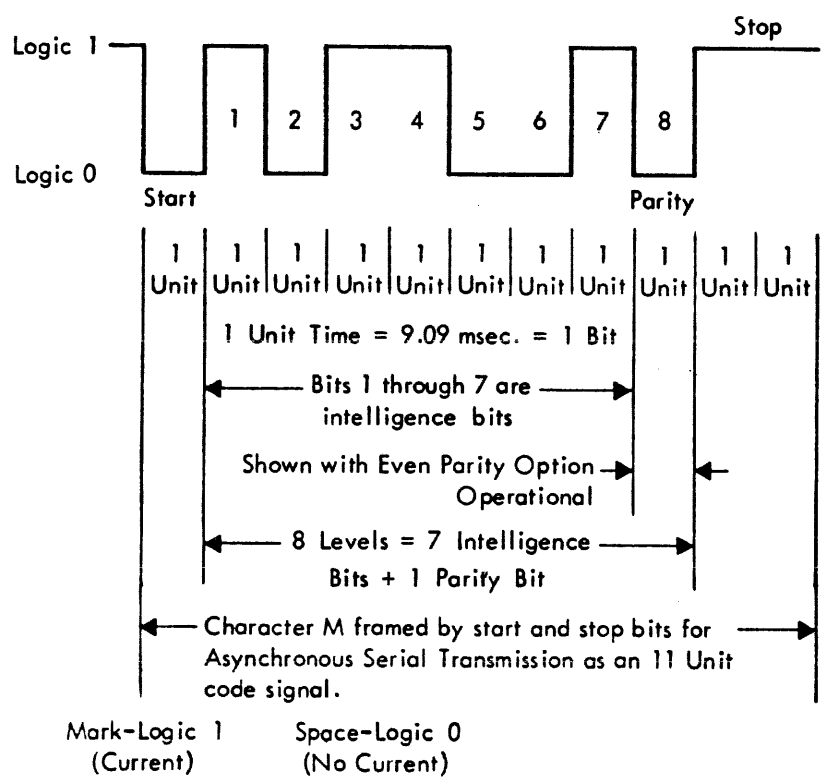 Stop
Logic 1
1 2 3 4 5 6 7 8
Logic 0
Start Parity
1 1 1 1 1 1 1 1 1 1 1
Unit Unit Unit Unit Unit Unit Unit Unit Unit Unit Unit
1 Unit Time = 9.09 msec. = 1 Bit
Bits 1 through 7 are
intelligence bits
Shown with Even Parity Option
Operational
8 Levels = 7 Intelligence
Bits + 1 Parity Bit
Character M framed by start and stop bits for
Asynchronous Serial Transmission as an 11 Unit
code signal.
Mark-Logic 1 Space-Logic 0
(Current) (No Current)